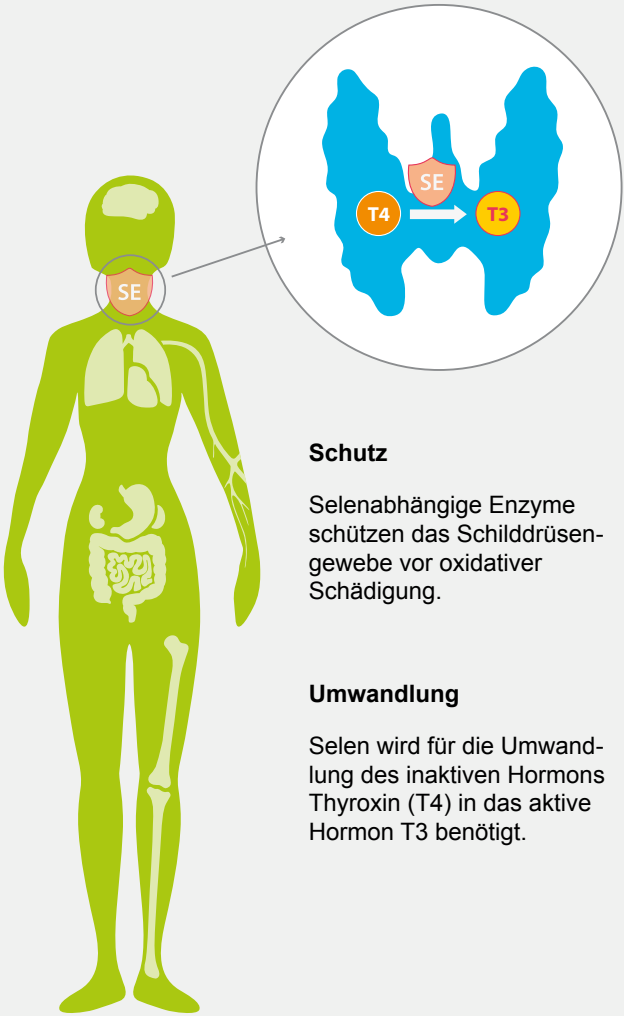 SE
T4
T3
SE
Schutz
Selenabhängige Enzyme
schützen das Schilddrüsen-
gewebe vor oxidativer
Schädigung.
Umwandlung
Selen wird für die Umwand-
lung des inaktiven Hormons
Thyroxin (T4) in das aktive
Hormon T3 benötigt.